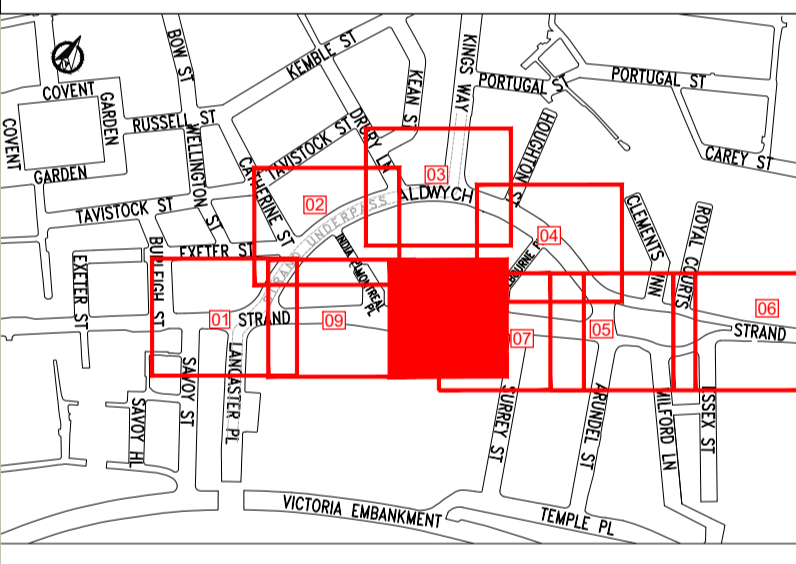 BOW ST
KEMBLE ST
KEAN ST
KINGS WAY
PORTUGAL ST
PORTUGAL ST
COVENT
GARDEN
COVENT
GARDEN
RUSSELL ST
WELLINGTON ST
DRURY LN
TAVISTOCK ST
HOUGHTON ST
CAREY ST
CATHERINE ST
TAVISTOCK ST
02
03
ALDWYCH
04
CLEMENTS INN
ROYAL COURTS
STRAND UNDERPASS
EXETER ST
EXETER ST
BURLEIGH ST
INDIA PL
MONTREAL PL
01
STRAND
09
07
05
06
STRAND
LANCASTER PL
SAVOY ST
SAVOY HL
SURREY ST
ARUNDEL ST
MILFORD LN
ESSEX ST
VICTORIA EMBANKMENT
TEMPLE PL